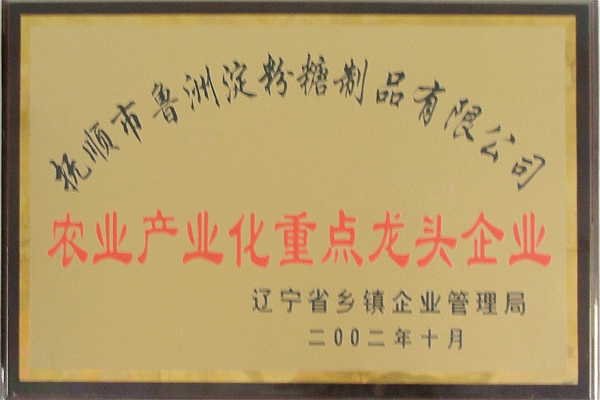 抚顺市鲁洲淀粉糖制品有限公司
农业产业化重点龙头企业
辽宁省乡镇企业管理局
二00二年十月